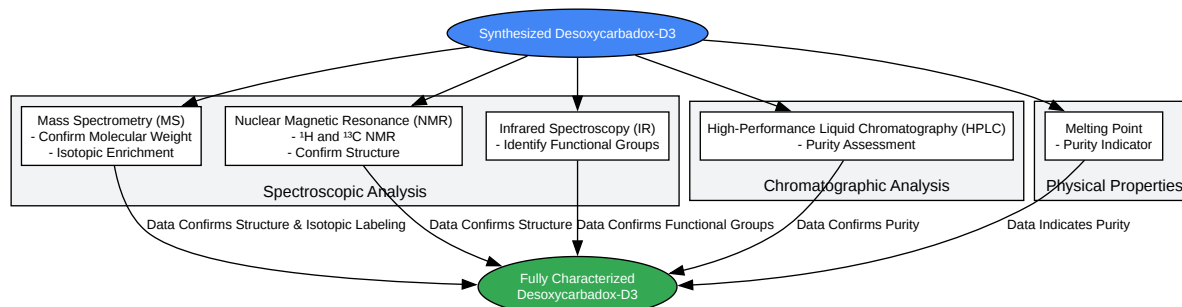 Synthesized Desoxycarbadox-D3
Mass Spectrometry (MS)
- Confirm Molecular Weight
- Isotopic Enrichment
Nuclear Magnetic Resonance (NMR)
- ¹H and ¹³C NMR
- Confirm Structure
Infrared Spectroscopy (IR)
- Identify Functional Groups
Spectroscopic Analysis
High-Performance Liquid Chromatography (HPLC)
- Purity Assessment
Chromatographic Analysis
Melting Point
- Purity Indicator
Physical Properties
Data Confirms Structure & Isotopic Labeling
Data Confirms Structure
Data Confirms Functional Groups
Data Confirms Purity
Data Indicates Purity
Fully Characterized
Desoxycarbadox-D3